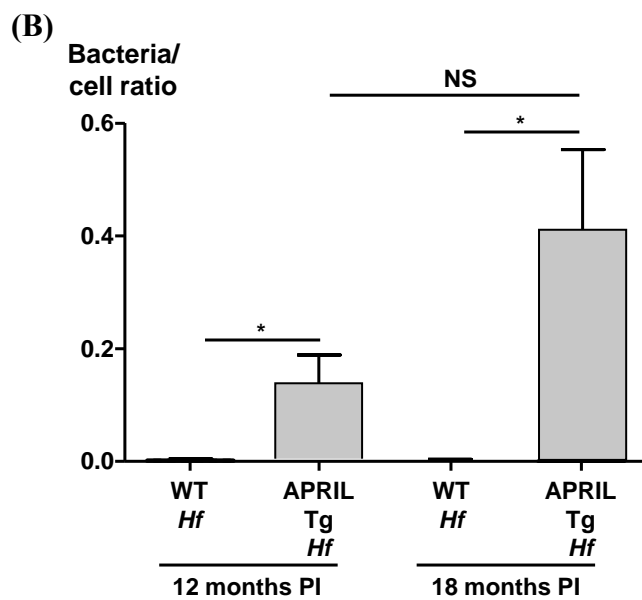 (B)
Bacteria/
cell ratio
NS
0.6
*
0.4
*
0.2
0.0
WT
Hf
APRIL
Tg
Hf
WT
Hf
APRIL
Tg
Hf
12 months PI
18 months PI